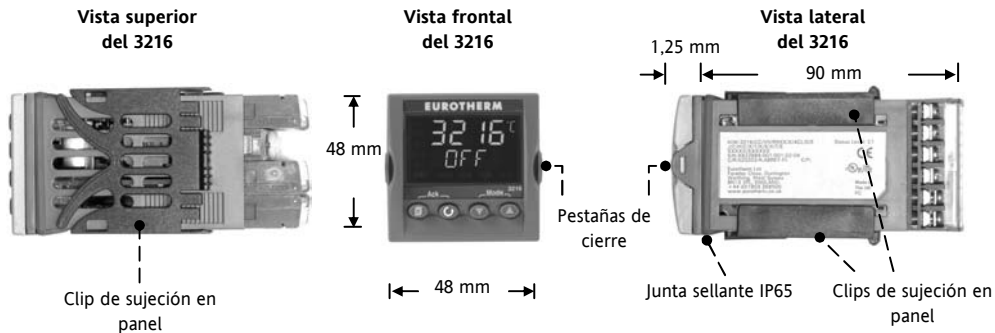 Vista superior
del 3216
Vista frontal
del 3216
Vista lateral
del 3216
1,25 mm
90 mm
EUROTHERM
3216 °C
OFF
48 mm
3216
Ack
Mode
Pestañas de
cierre
48 mm
Clip de sujeción en
panel
Junta sellante IP65
Clips de sujeción en
panel